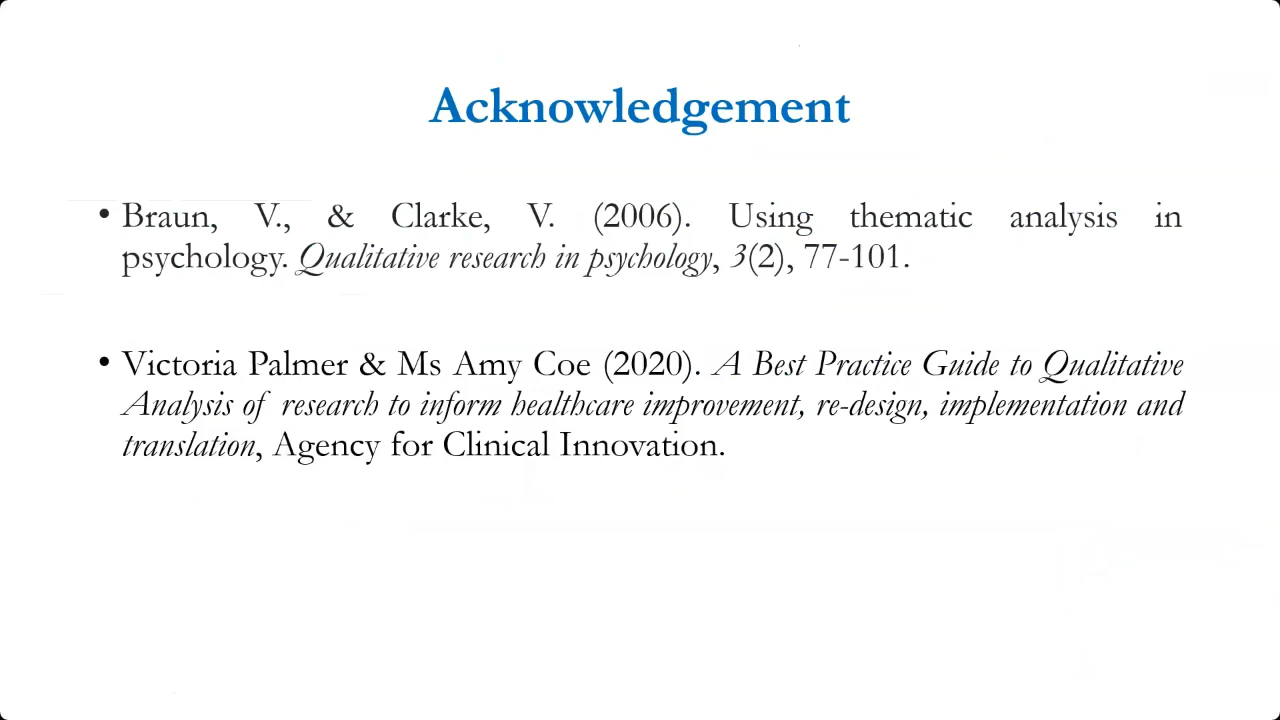 Acknowledgement
• Braun, V., & Clarke, V. (2006). Using thematic analysis in
psychology. Qualitative research in psychology, 3(2), 77-101.
• Victoria Palmer & Ms Amy Coe (2020). A Best Practice Guide to Qualitative
Analysis of research to inform healthcare improvement, re-design, implementation and
translation, Agency for Clinical Innovation.